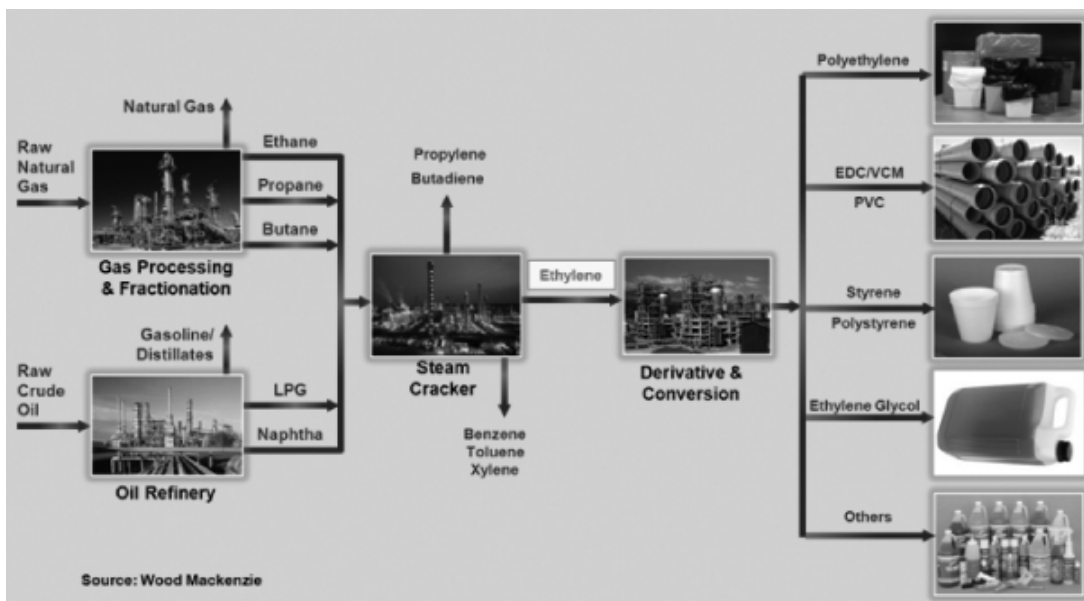 Natural Gas
Raw
Natural
Gas
Ethane
Propane
Butane
Gas Processing
& Fractionation
Gasoline/
Distillates
Raw
Crude
Oil
LPG
Naphtha
Oil Refinery
Propylene
Butadiene
Steam
Cracker
Ethylene
Benzene
Toluene
Xylene
Derivative &
Conversion
Polyethylene
EDC/VCM
PVC
Styrene
Polystyrene
Ethylene Glycol
Others
Source: Wood Mackenzie